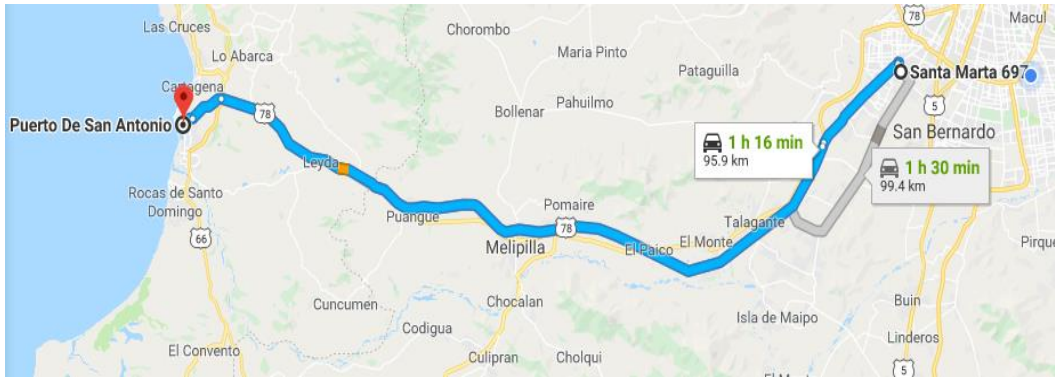 Las Cruces
Chorombo
78
Macul
Lo Abarca
Maria Pinto
Pataguilla
Santa Marta 697
Cartagena
Bollenar
Pahuilmo
5
Puerto De San Antonio
78
1 h 16 min
95.9 km
San Bernardo
Leyda
1 h 30 min
99.4 km
Rocas de Santo
Domingo
Puangue
Pomaire
78
Talagante
66
Melipilla
El Paico
El Monte
Pirque
Cuncumen
Chocalan
Isla de Maipo
Buin
Codigua
Linderos
El Convento
Culipran
Cholqui
5